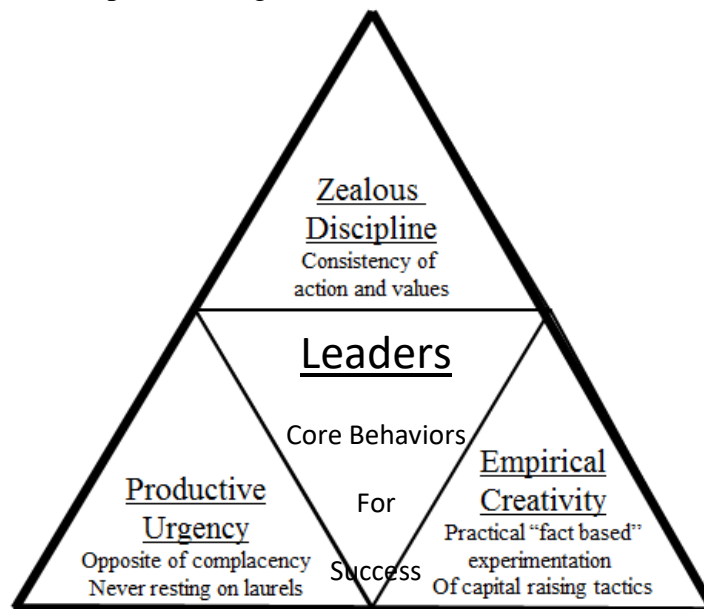 Zealous
Discipline
Consistency of
action and values
Leaders
Core Behaviors
For
Success
Productive
Urgency
Opposite of complacency
Never resting on laurels
Empirical
Creativity
Practical “fact based”
experimentation
Of capital raising tactics